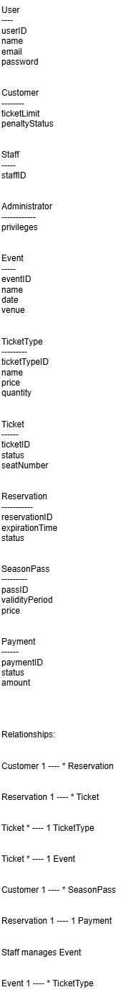 User
----
userID
name
email
password
Customer
--------
ticketLimit
penaltyStatus
Staff
-----
staffID
Administrator
------------
privileges
Event
-----
eventID
name
date
venue
TicketType
---------
ticketTypeID
name
price
quantity
Ticket
------
ticketID
status
seatNumber
Reservation
-----------
reservationID
expirationTime
status
SeasonPass
---------
passID
validityPeriod
price
Payment
------
paymentID
status
amount
Relationships:
Customer 1 ---- * Reservation
Reservation 1 ---- * Ticket
Ticket * ---- 1 TicketType
Ticket * ---- 1 Event
Customer 1 ---- * SeasonPass
Reservation 1 ---- 1 Payment
Staff manages Event
Event 1 ---- * TicketType